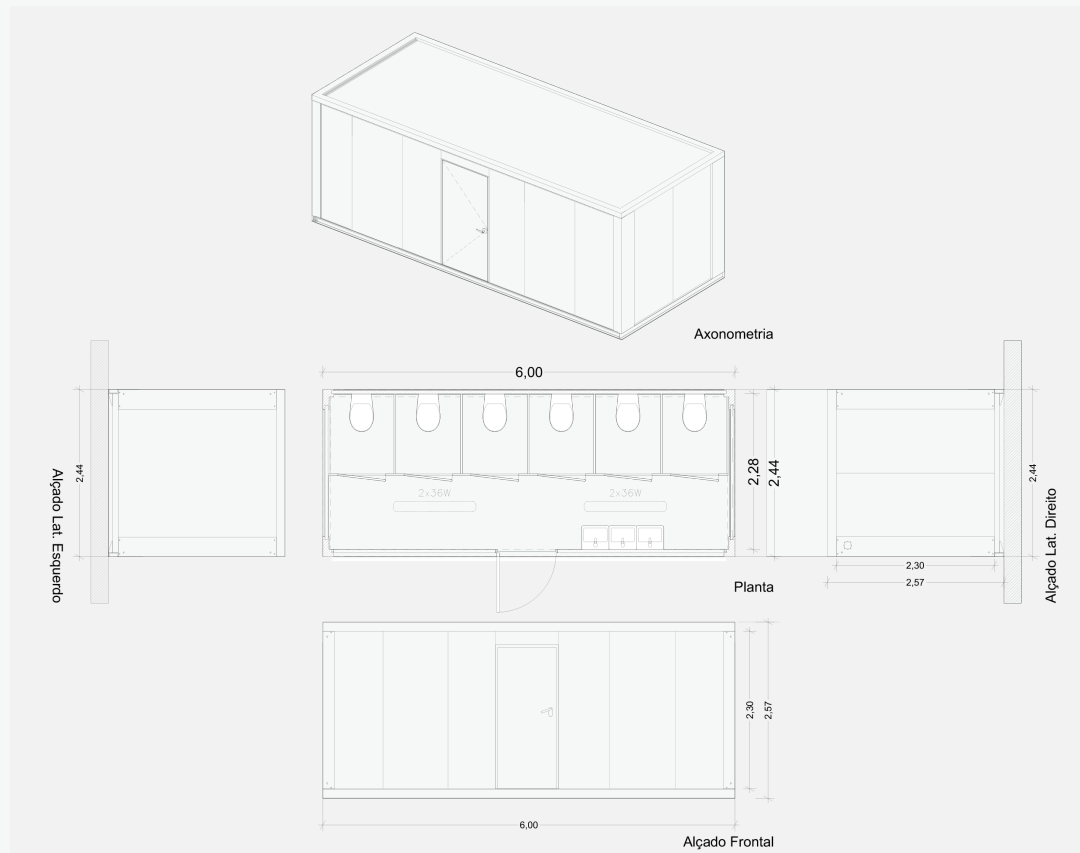 Axonometria
6,00
2,44
Alçado Lat. Esquerdo
2x36W
2x36W
2,28
2,44
2,44
Alçado Lat. Direito
2,30
2,57
Planta
2,30
2,57
6,00
Alçado Frontal